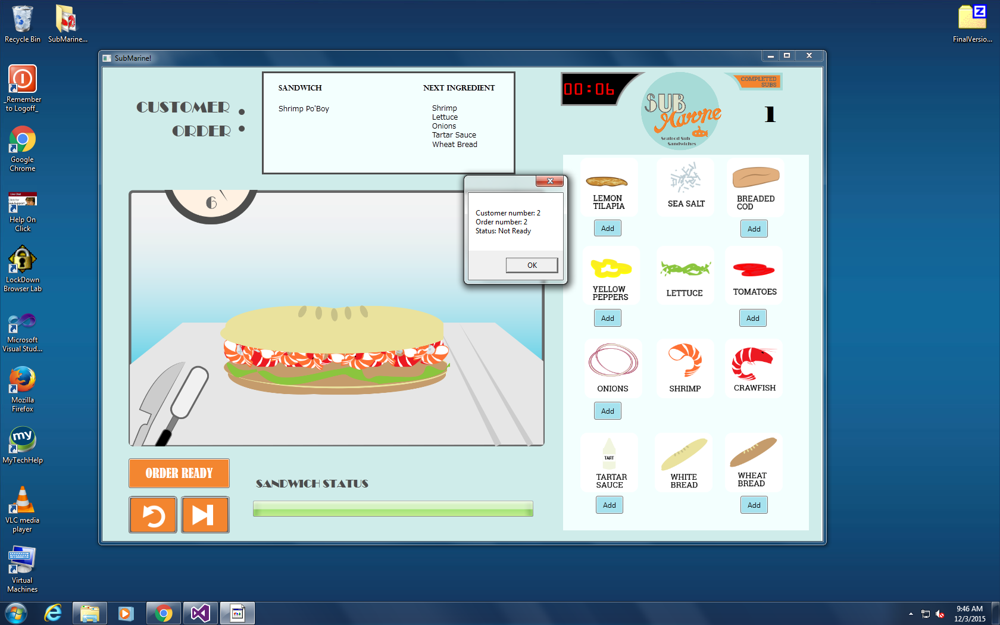 Recycle Bin
SubMarine...
FinalVersio...
_Remember
to Logoff_
Google
Chrome
Help On
Click
LockDown
Browser Lab
Microsoft
Visual Stud...
Mozilla
Firefox
my
MyTechHelp
VLC media
player
Virtual
Machines
SubMarine!
CUSTOMER :
ORDER
SANDWICH
NEXT INGREDIENT
Shrimp Po'Boy
Shrimp
Lettuce
Onions
Tartar Sauce
Wheat Bread
00:06
SUB
Marine
Seafood Sub
Sandwiches
COMPLETED
SUBS
1
6
Customer number: 2
Order number: 2
Status: Not Ready
OK
LEMON
TILAPIA
Add
SEA SALT
BREADED
COD
Add
YELLOW
PEPPERS
Add
LETTUCE
TOMATOES
Add
ONIONS
Add
SHRIMP
CRAWFISH
TART
TARTAR
SAUCE
Add
WHITE
BREAD
WHEAT
BREAD
Add
ORDER READY
SANDWICH STATUS
9:46 AM
12/3/2015